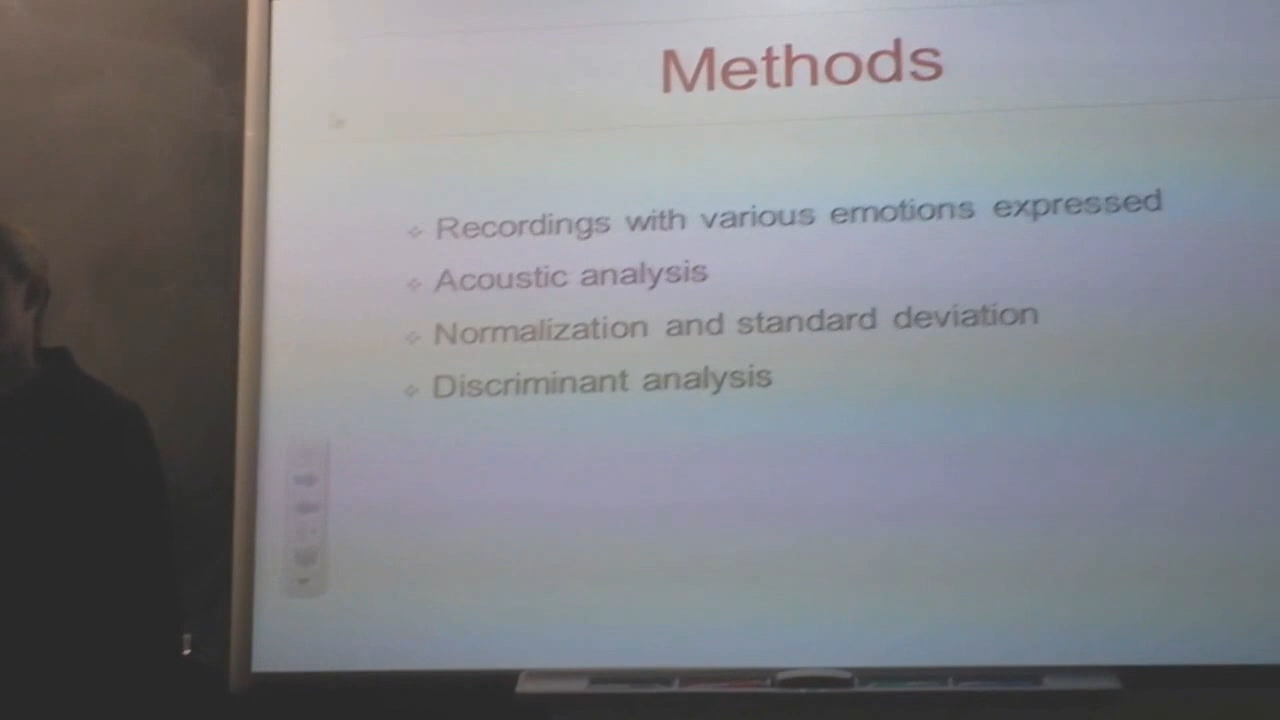 Methods
Recordings with various emotions expressed
Acoustic analysis
Normalization and standard deviation
Discriminant analysis